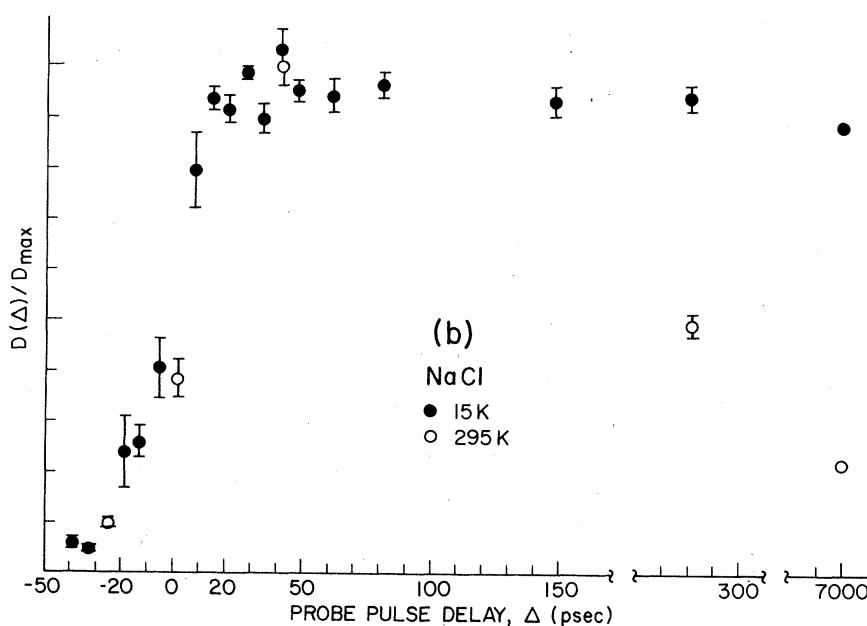 D(Δ)/Dmax
(b)
NaCl
● 15K
○ 295K
-50 -20 0 20 50 100 150 300 7000
PROBE PULSE DELAY, Δ (psec)